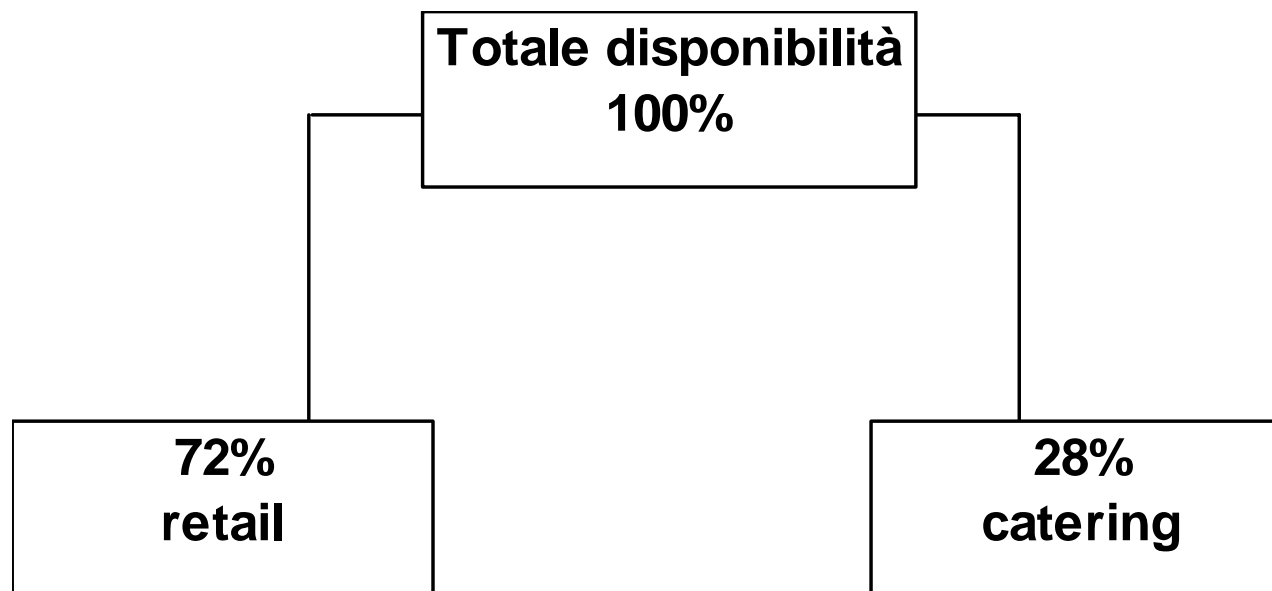 Totale disponibilità
100%
72%
retail
28%
catering